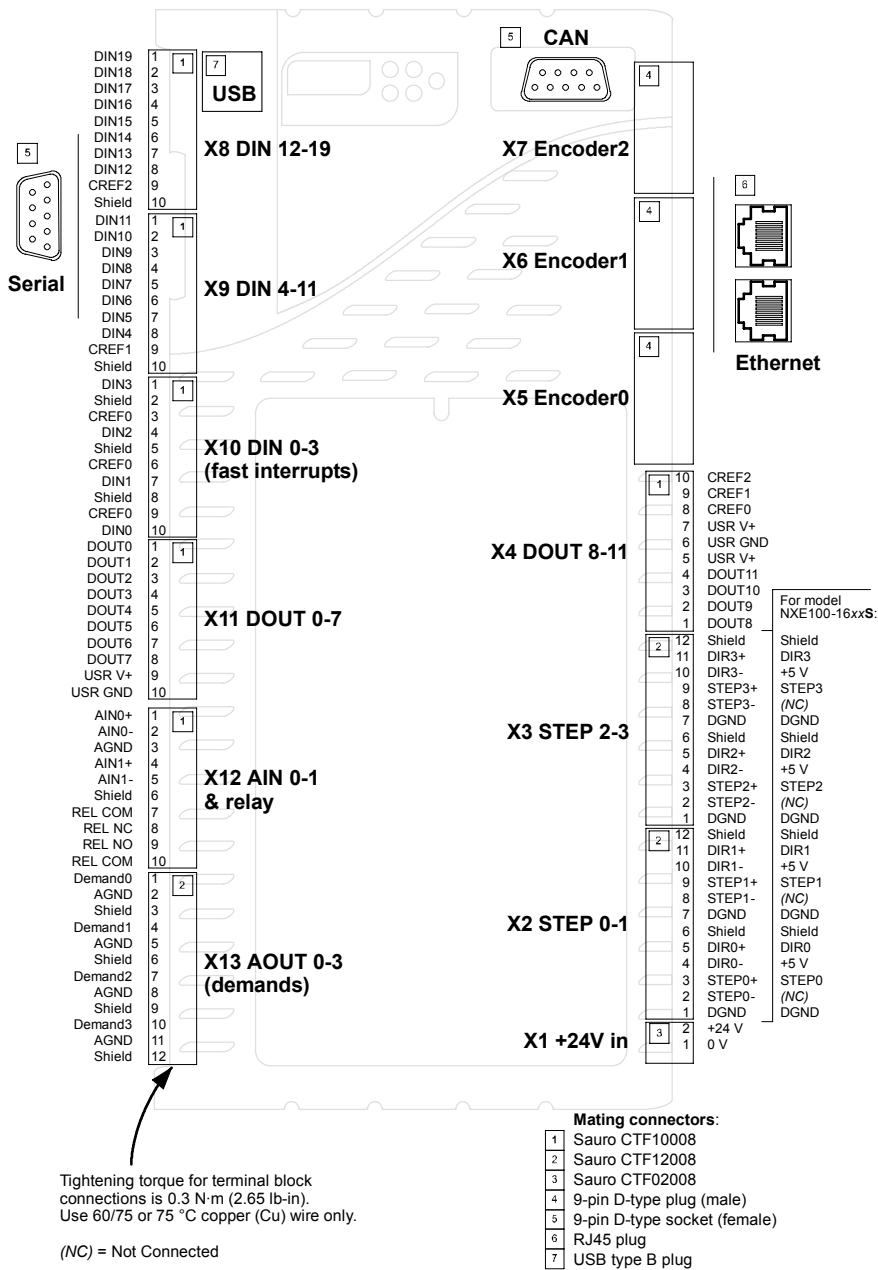 5 CAN
7 USB
5 Serial
DIN19 1
DIN18 2
DIN17 3
DIN16 4
DIN15 5
DIN14 6
DIN13 7
DIN12 8
CREF2 9
Shield 10
1
X8 DIN 12-19
DIN11 1
DIN10 2
DIN9 3
DIN8 4
DIN7 5
DIN6 6
DIN5 7
DIN4 8
CREF1 9
Shield 10
1
X9 DIN 4-11
DIN3 1
Shield 2
CREF0 3
DIN2 4
Shield 5
CREF0 6
DIN1 7
Shield 8
CREF0 9
DIN0 10
1
X10 DIN 0-3
(fast interrupts)
DOUT0 1
DOUT1 2
DOUT2 3
DOUT3 4
DOUT4 5
DOUT5 6
DOUT6 7
DOUT7 8
USR V+ 9
USR GND 10
1
X11 DOUT 0-7
AIN0+ 1
AIN0- 2
AGND 3
AIN1+ 4
AIN1- 5
Shield 6
REL COM 7
REL NC 8
REL NO 9
REL COM 10
1
X12 AIN 0-1
& relay
Demand0 1
AGND 2
Shield 3
Demand1 4
AGND 5
Shield 6
Demand2 7
AGND 8
Shield 9
Demand3 10
AGND 11
Shield 12
2
X13 AOUT 0-3
(demands)
X7 Encoder2 4
X6 Encoder1 4
X5 Encoder0 4
6
Ethernet
X4 DOUT 8-11
1
10 CREF2
9 CREF1
8 CREF0
7 USR V+
6 USR GND
5 USR V+
4 DOUT11
3 DOUT10
2 DOUT9
1 DOUT8
For model
NXE100-16xxS:
X3 STEP 2-3
2
12 Shield Shield
11 DIR3+ DIR3
10 DIR3- +5 V
9 STEP3+ STEP3
8 STEP3- (NC)
7 DGND DGND
6 Shield Shield
5 DIR2+ DIR2
4 DIR2- +5 V
3 STEP2+ STEP2
2 STEP2- (NC)
1 DGND DGND
X2 STEP 0-1
2
12 Shield Shield
11 DIR1+ DIR1
10 DIR1- +5 V
9 STEP1+ STEP1
8 STEP1- (NC)
7 DGND DGND
6 Shield Shield
5 DIR0+ DIR0
4 DIR0- +5 V
3 STEP0+ STEP0
2 STEP0- (NC)
1 DGND DGND
X1 +24V in
3
2 +24 V
1 0 V
Tightening torque for terminal block
connections is 0.3 N·m (2.65 lb-in).
Use 60/75 or 75 °C copper (Cu) wire only.
(NC) = Not Connected
Mating connectors:
1 Sauro CTF10008
2 Sauro CTF12008
3 Sauro CTF02008
4 9-pin D-type plug (male)
5 9-pin D-type socket (female)
6 RJ45 plug
7 USB type B plug